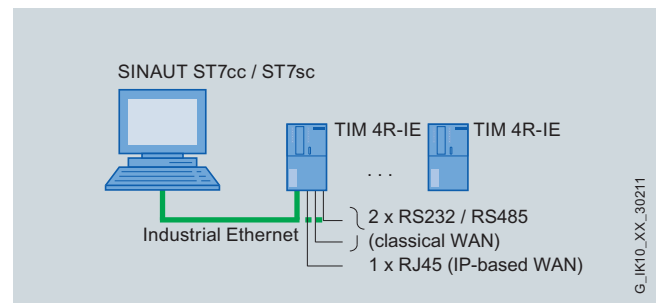 SINAUT ST7cc / ST7sc
TIM 4R-IE
TIM 4R-IE
. . .
2 x RS232 / RS485
Industrial Ethernet
(classical WAN)
1 x RJ45 (IP-based WAN)
G_IK10_XX_30211